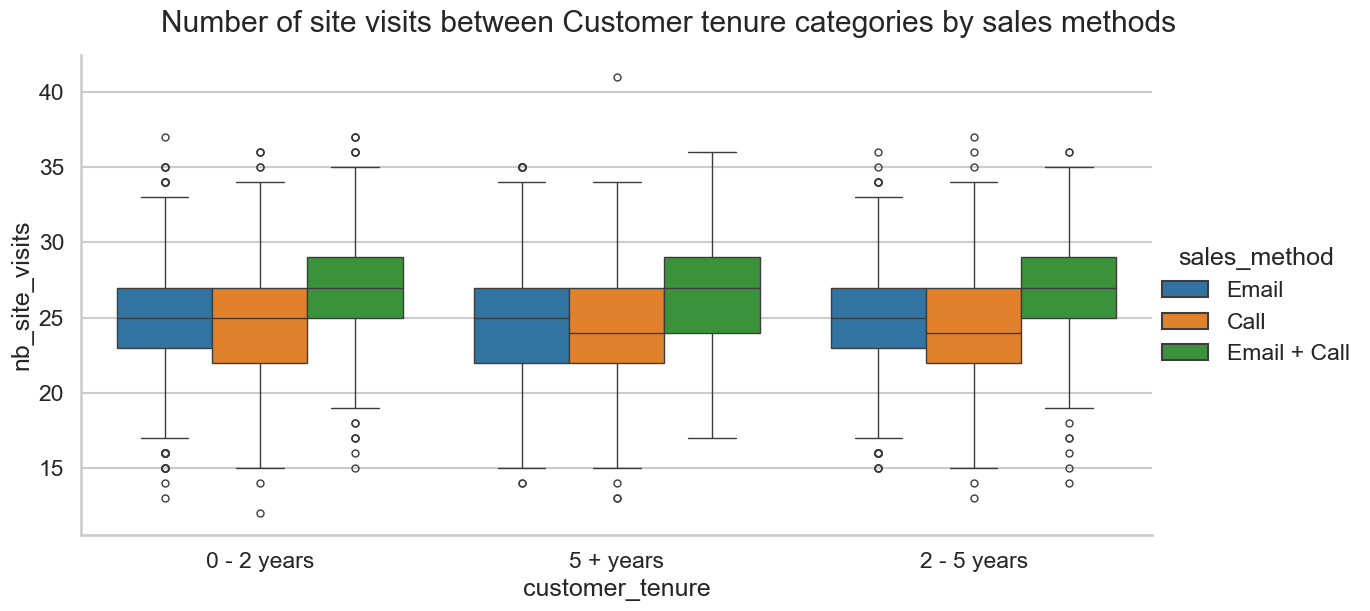 Number of site visits between Customer tenure categories by sales methods
nb_site_visits
40
35
30
25
20
15
0 - 2 years
5 + years
2 - 5 years
customer_tenure
sales_method
Email
Call
Email + Call